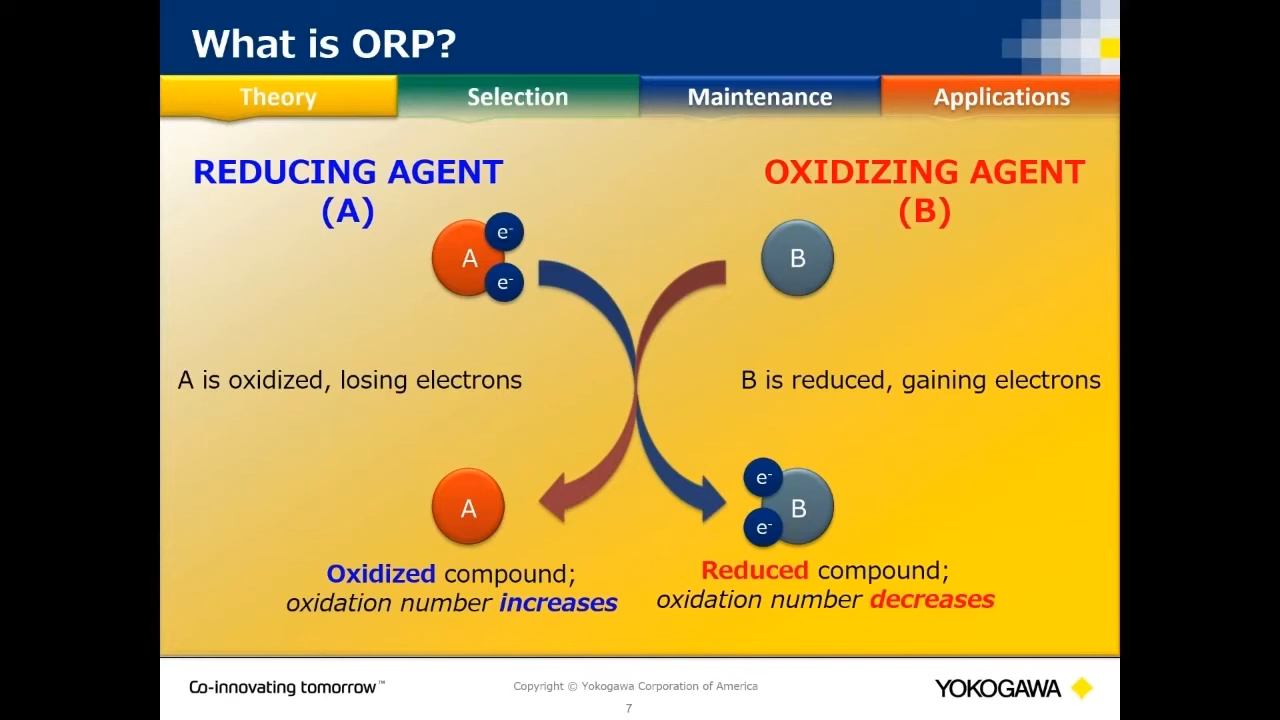 What is ORP?
Theory
Selection
Maintenance
Applications
REDUCING AGENT
(A)
OXIDIZING AGENT
(B)
A
e-
e-
B
A is oxidized, losing electrons
B is reduced, gaining electrons
A
e-
e-
B
Oxidized compound;
oxidation number increases
Reduced compound;
oxidation number decreases
Co-innovating tomorrow™
Copyright © Yokogawa Corporation of America
YOKOGAWA
7